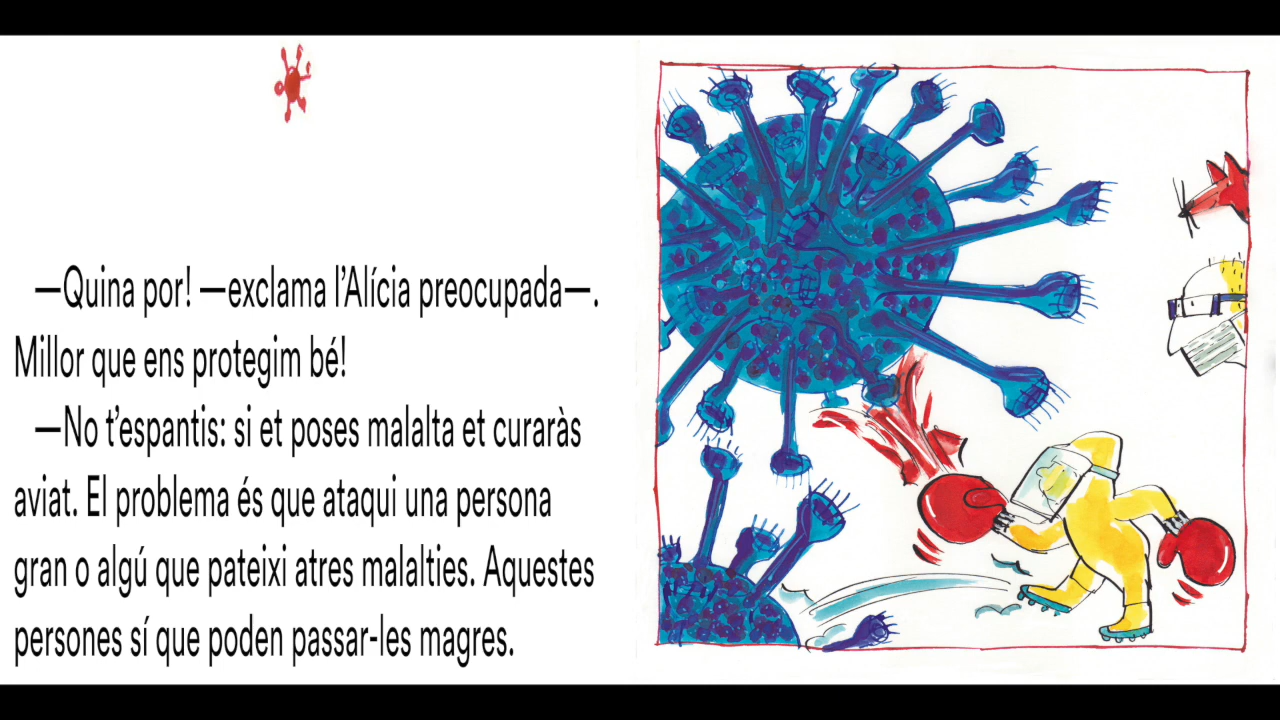 —Quina por! —exclama l’Alícia preocupada—.
Millor que ens protegim bé!
—No t’espantis: si et poses malalta et curaràs
aviat. El problema és que ataqui una persona
gran o algú que pateixi atres malalties. Aquestes
persones sí que poden passar-les magres.